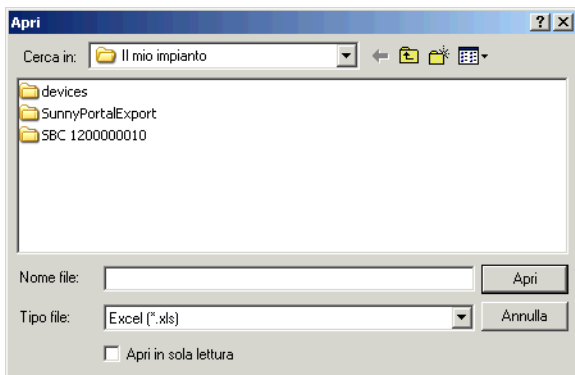 Apri
Cerca in: Il mio impianto
devices
SunnyPortalExport
SBC 1200000010
Nome file: Apri
Tipo file: Excel (*.xls) Annulla
Apri in sola lettura